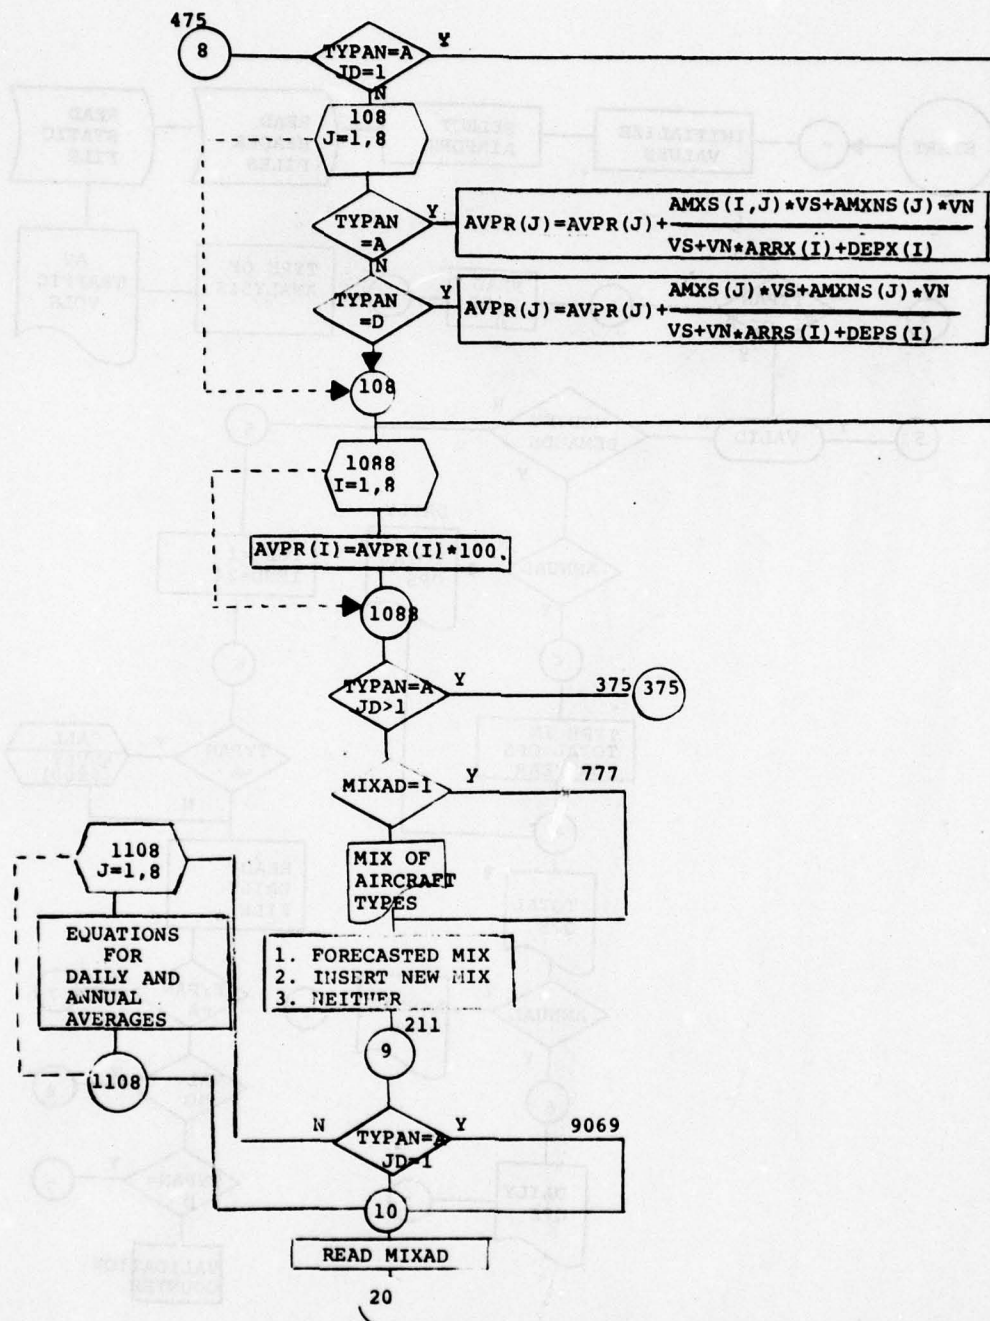 475
8
TYPAN=A
JD=1
Y
N
108
J=1,8
TYPAN
=A
Y
N
AVPR(J)=AVPR(J)+
AMXS(I,J)*VS+AMXNS(J)*VN
VS+VN*ARRX(I)+DEPX(I)
TYPAN
=D
Y
AVPR(J)=AVPR(J)+
AMXS(J)*VS+AMXNS(J)*VN
VS+VN*ARRS(I)+DEPS(I)
108
1088
I=1,8
AVPR(I)=AVPR(I)*100.
1088
TYPAN=A
JD>1
Y
375
375
MIXAD=I
Y
777
MIX OF
AIRCRAFT
TYPES
1108
J=1,8
EQUATIONS
FOR
DAILY AND
ANNUAL
AVERAGES
1108
1. FORECASTED MIX
2. INSERT NEW MIX
3. NEITHER
211
9
N
TYPAN=A
JD=1
Y
9069
10
READ MIXAD
20